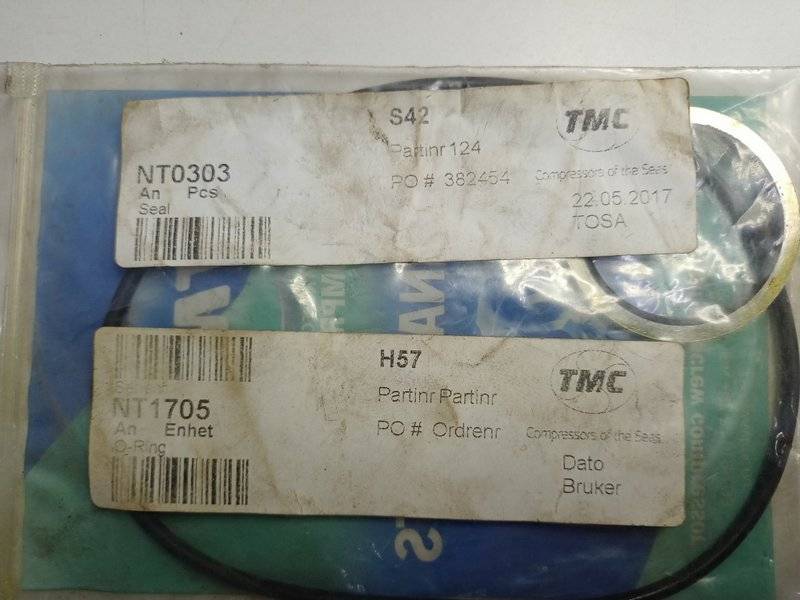 S42
TMC
Partinr 124
NT0303
PO # 382454
Compressors of the Seas
An Pcs
22.05.2017
Seal
TOSA
H57
TMC
NT1705
Partinr Partinr
An Enhet
PO # Ordrenr
Compressors of the Seas
O-Ring
Dato
Bruker